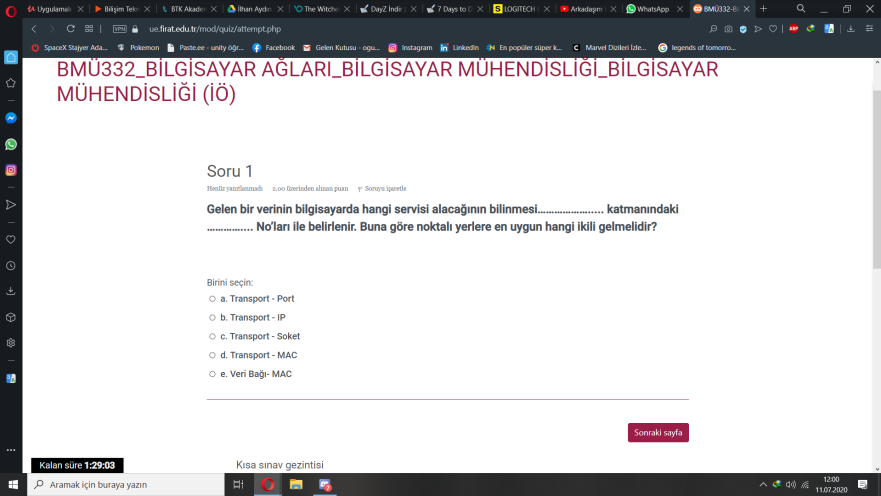 Uygulamalı
Bilişim Tekn
BTK Akader
İlhan Aydın
The Witche
DayZ İndir
7 Days to D
LOGITECH
Arkadaşım
WhatsApp
BMÜ332-Bi
VPN
ue.firat.edu.tr/mod/quiz/attempt.php
SpaceX Stajyer Adа...
Pokemon
Paste.ee - unity öğr...
Facebook
Gelen Kutusu - ogu...
Instagram
LinkedIn
En popüler süper k...
Marvel Dizileri İzle...
legends of tomorro...
BMÜ332_BİLGİSAYAR AĞLARI_BİLGİSAYAR MÜHENDİSLİĞİ_BİLGİSAYAR
MÜHENDİSLİĞİ (İÖ)
Soru 1
Henüz yanıtlanmadı 2,00 üzerinden alınan puan Soruyu işaretle
Gelen bir verinin bilgisayarda hangi servisi alacağının bilinmesi……………….... katmanındaki
………….... No’ları ile belirlenir. Buna göre noktalı yerlere en uygun hangi ikili gelmelidir?
Birini seçin:
a. Transport - Port
b. Transport - IP
c. Transport - Soket
d. Transport - MAC
e. Veri Bağı- MAC
Sonraki sayfa
Kalan süre 1:29:03
Kısa sınav gezintisi
Aramak için buraya yazın
12:00
11.07.2020